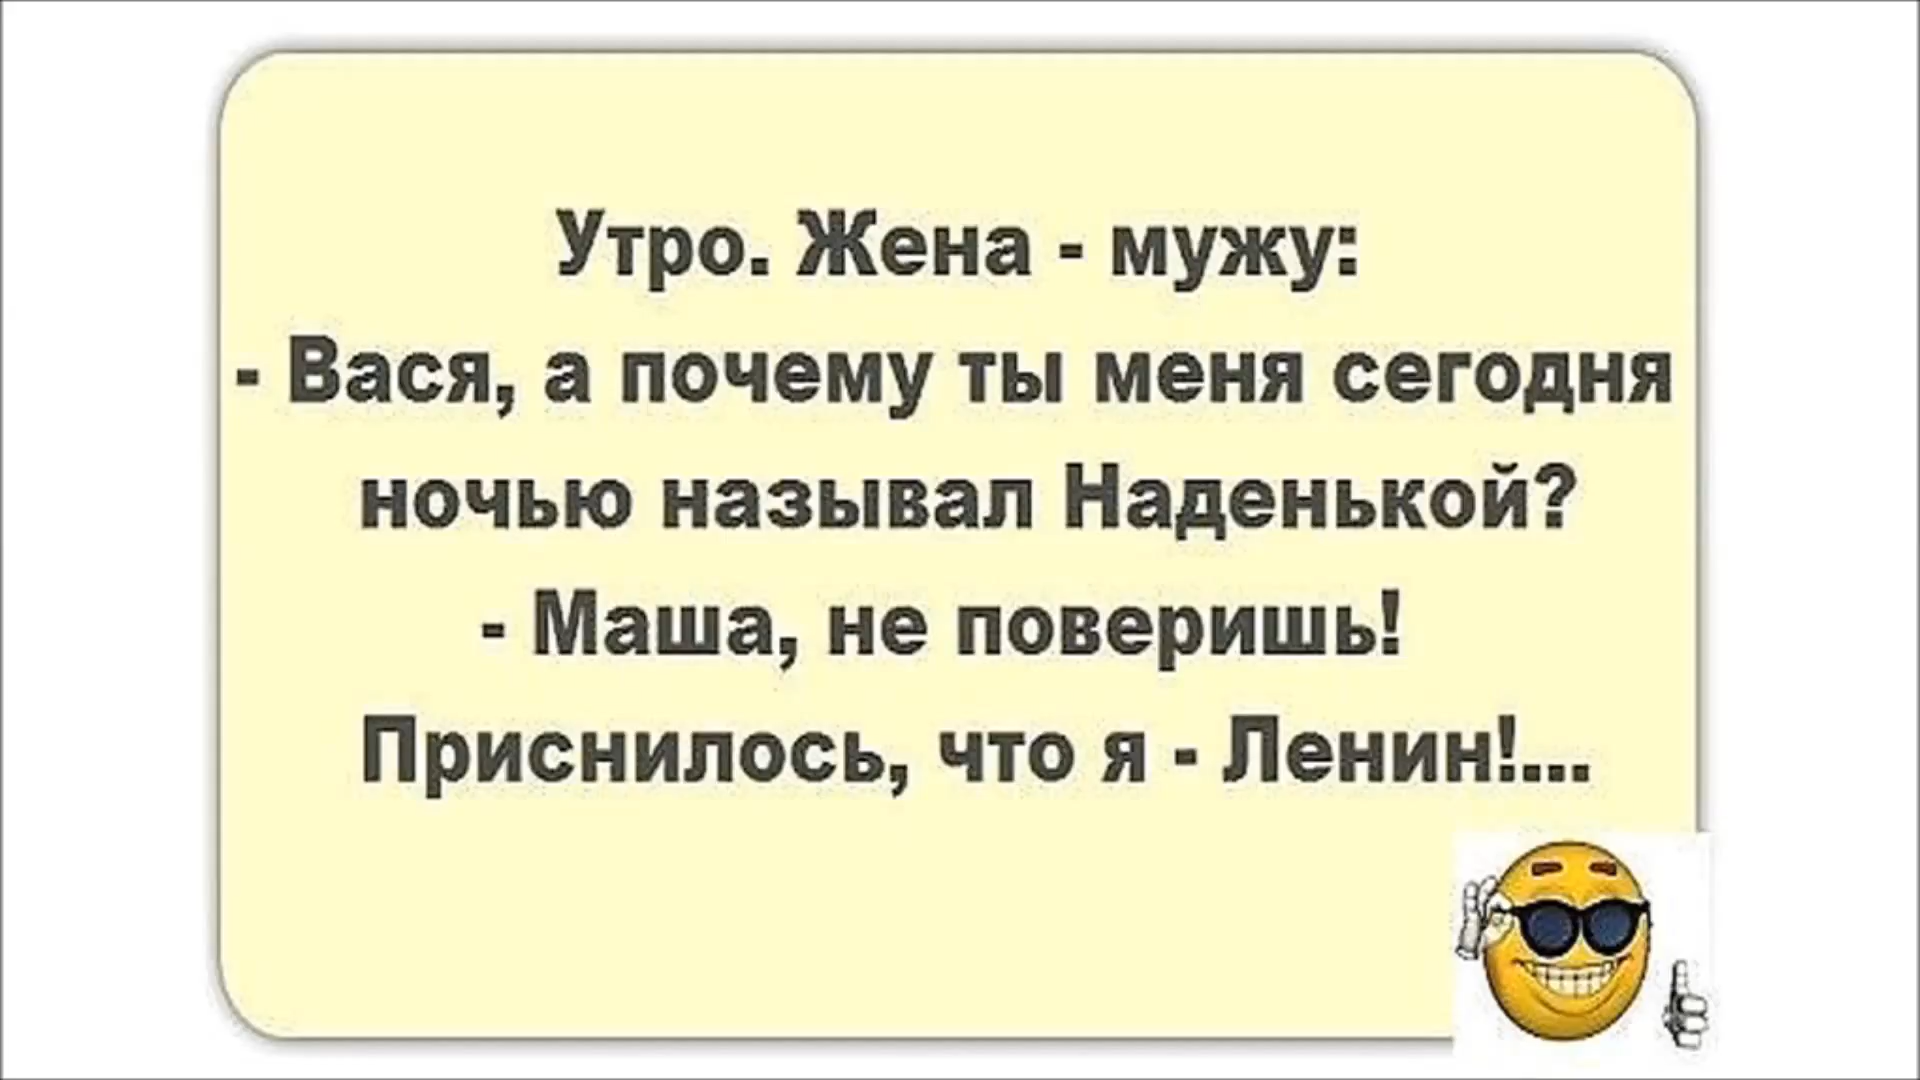 Утро. Жена - мужу:
- Вася, а почему ты меня сегодня
ночью называл Наденькой?
- Маша, не поверишь!
Приснилось, что я - Ленин!...